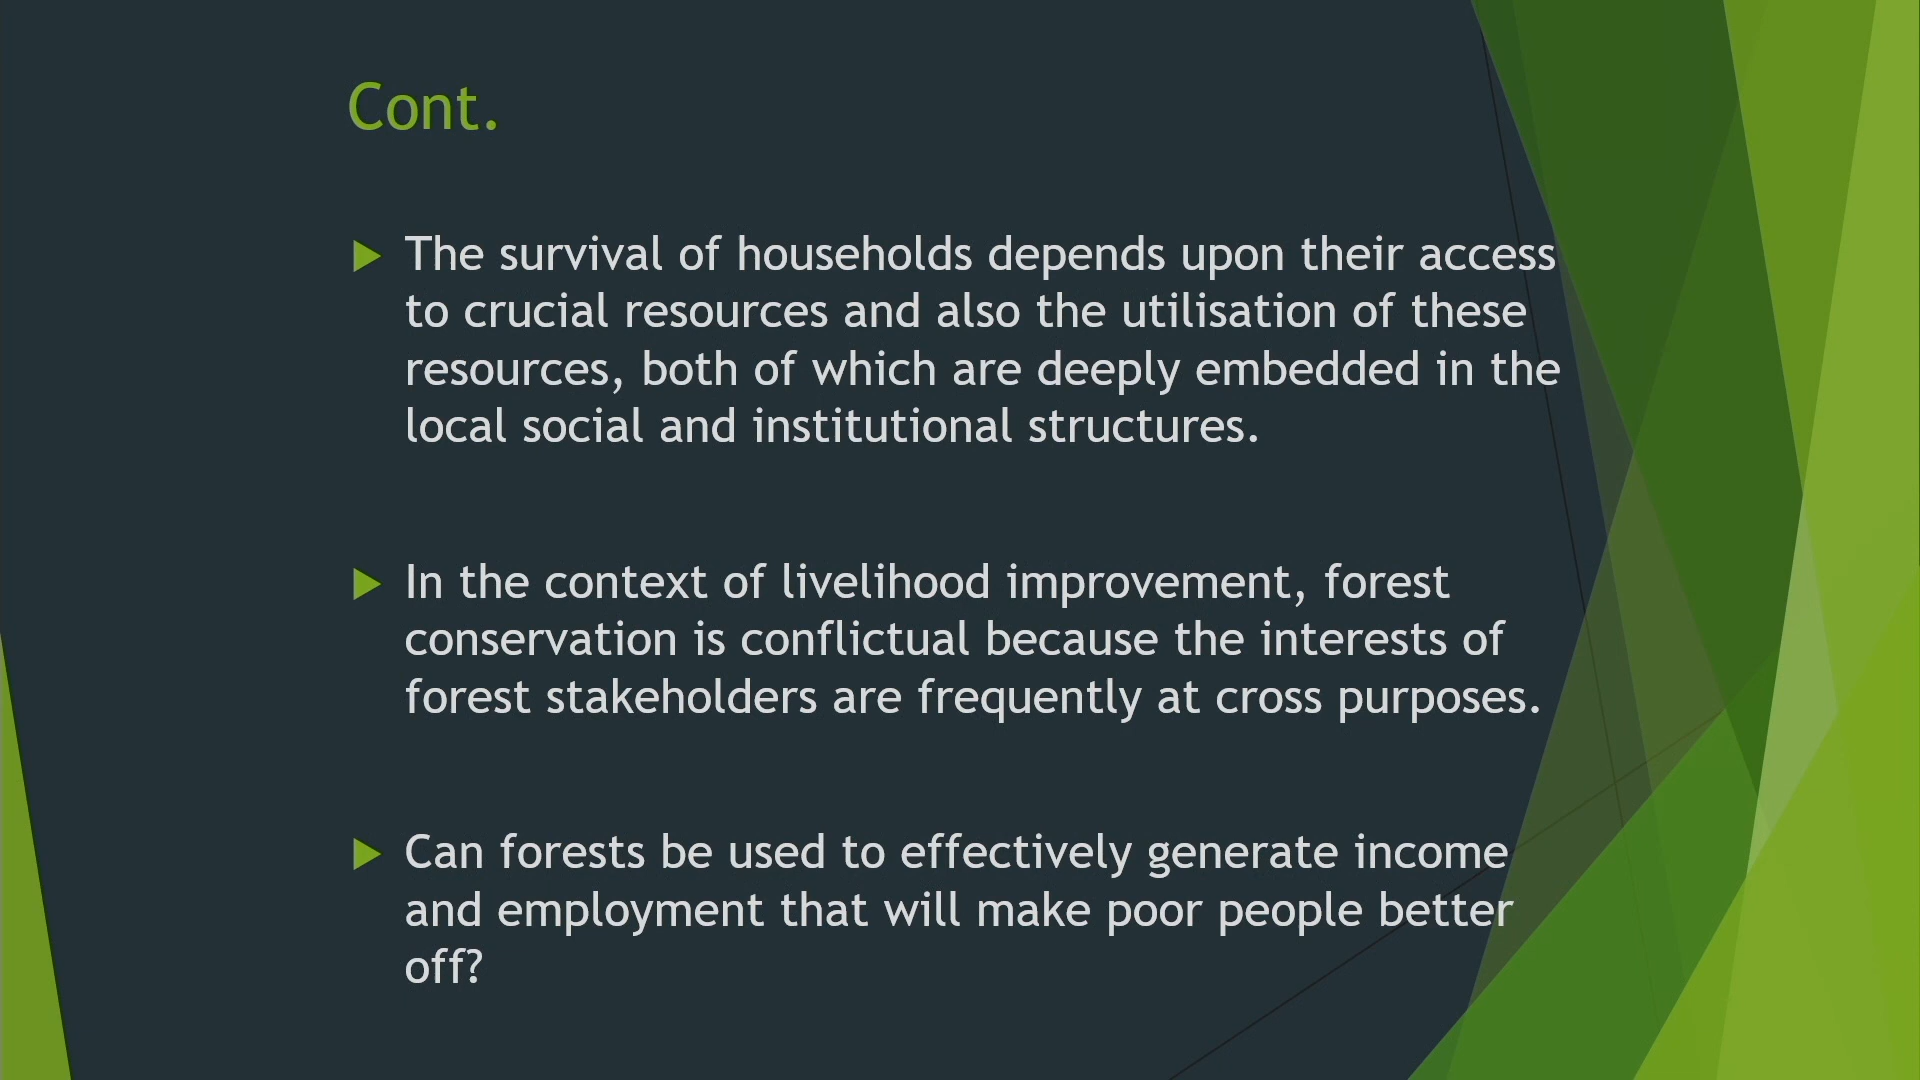 Cont.
The survival of households depends upon their access
to crucial resources and also the utilisation of these
resources, both of which are deeply embedded in the
local social and institutional structures.
In the context of livelihood improvement, forest
conservation is conflictual because the interests of
forest stakeholders are frequently at cross purposes.
Can forests be used to effectively generate income
and employment that will make poor people better
off?